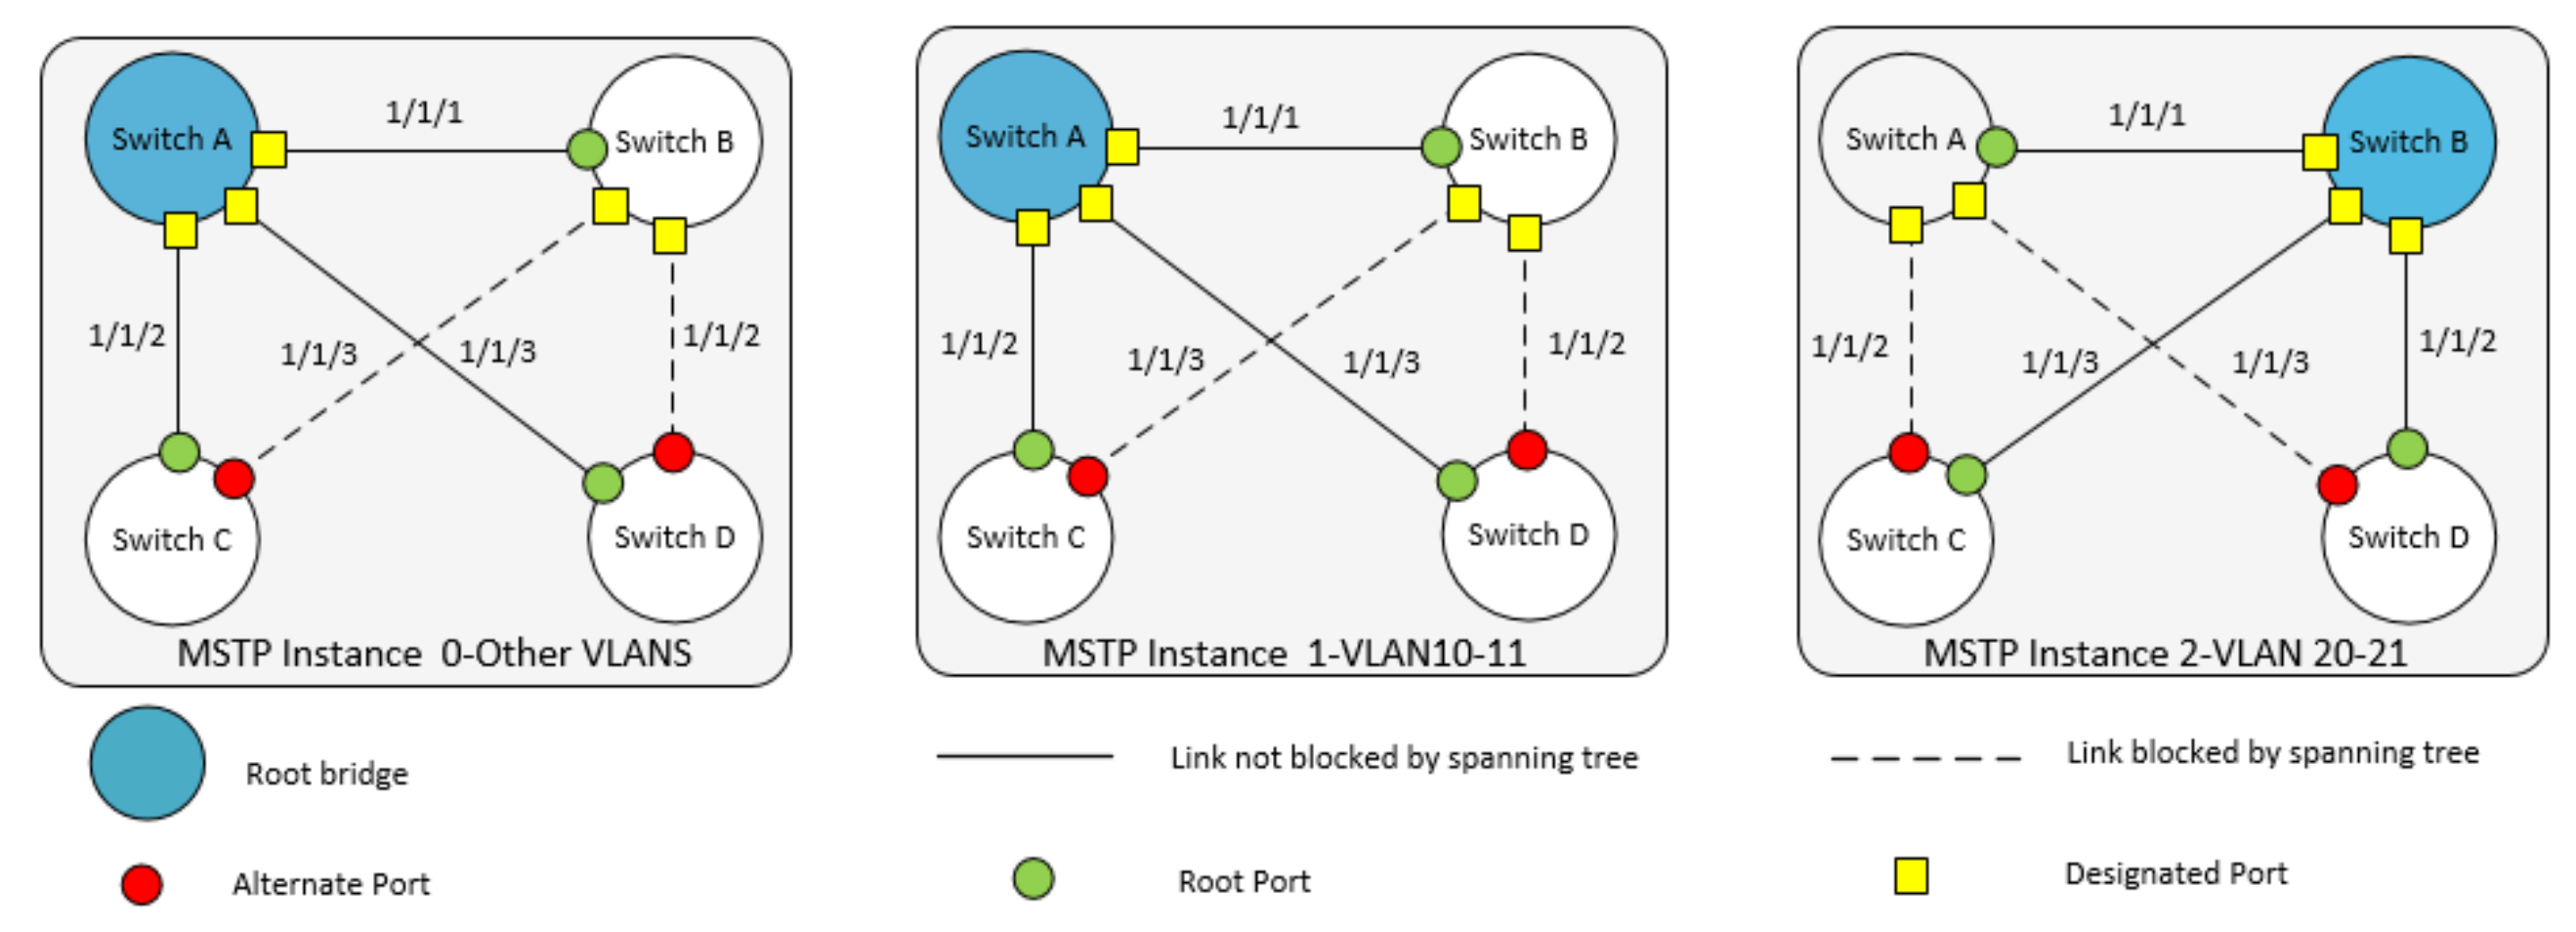 1/1/1
Switch A
Switch B
1/1/2
1/1/3
1/1/3
1/1/2
Switch C
Switch D
MSTP Instance 0-Other VLANS
1/1/1
Switch A
Switch B
1/1/2
1/1/3
1/1/3
1/1/2
Switch C
Switch D
MSTP Instance 1-VLAN10-11
1/1/1
Switch A
Switch B
1/1/2
1/1/3
1/1/3
1/1/2
Switch C
Switch D
MSTP Instance 2-VLAN 20-21
Root bridge
Link not blocked by spanning tree
Link blocked by spanning tree
Alternate Port
Root Port
Designated Port